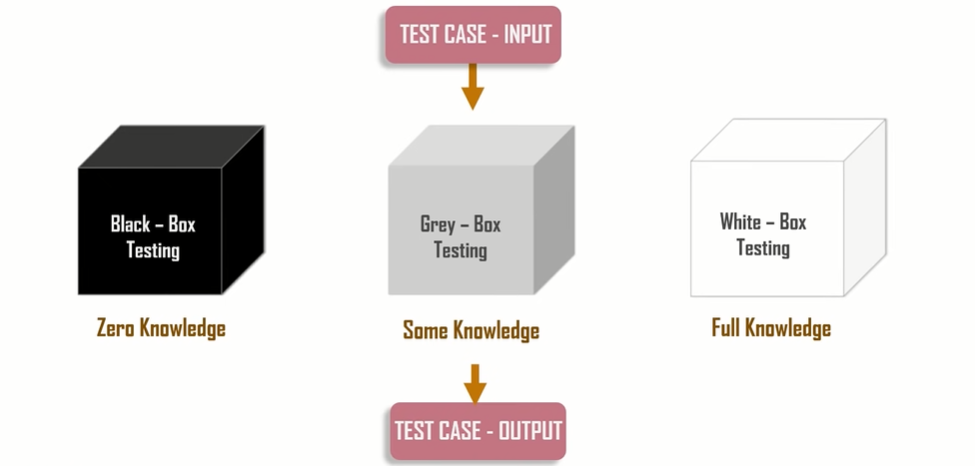 TEST CASE - INPUT
Black – Box
Testing
Grey – Box
Testing
White – Box
Testing
Zero Knowledge
Some Knowledge
Full Knowledge
TEST CASE - OUTPUT